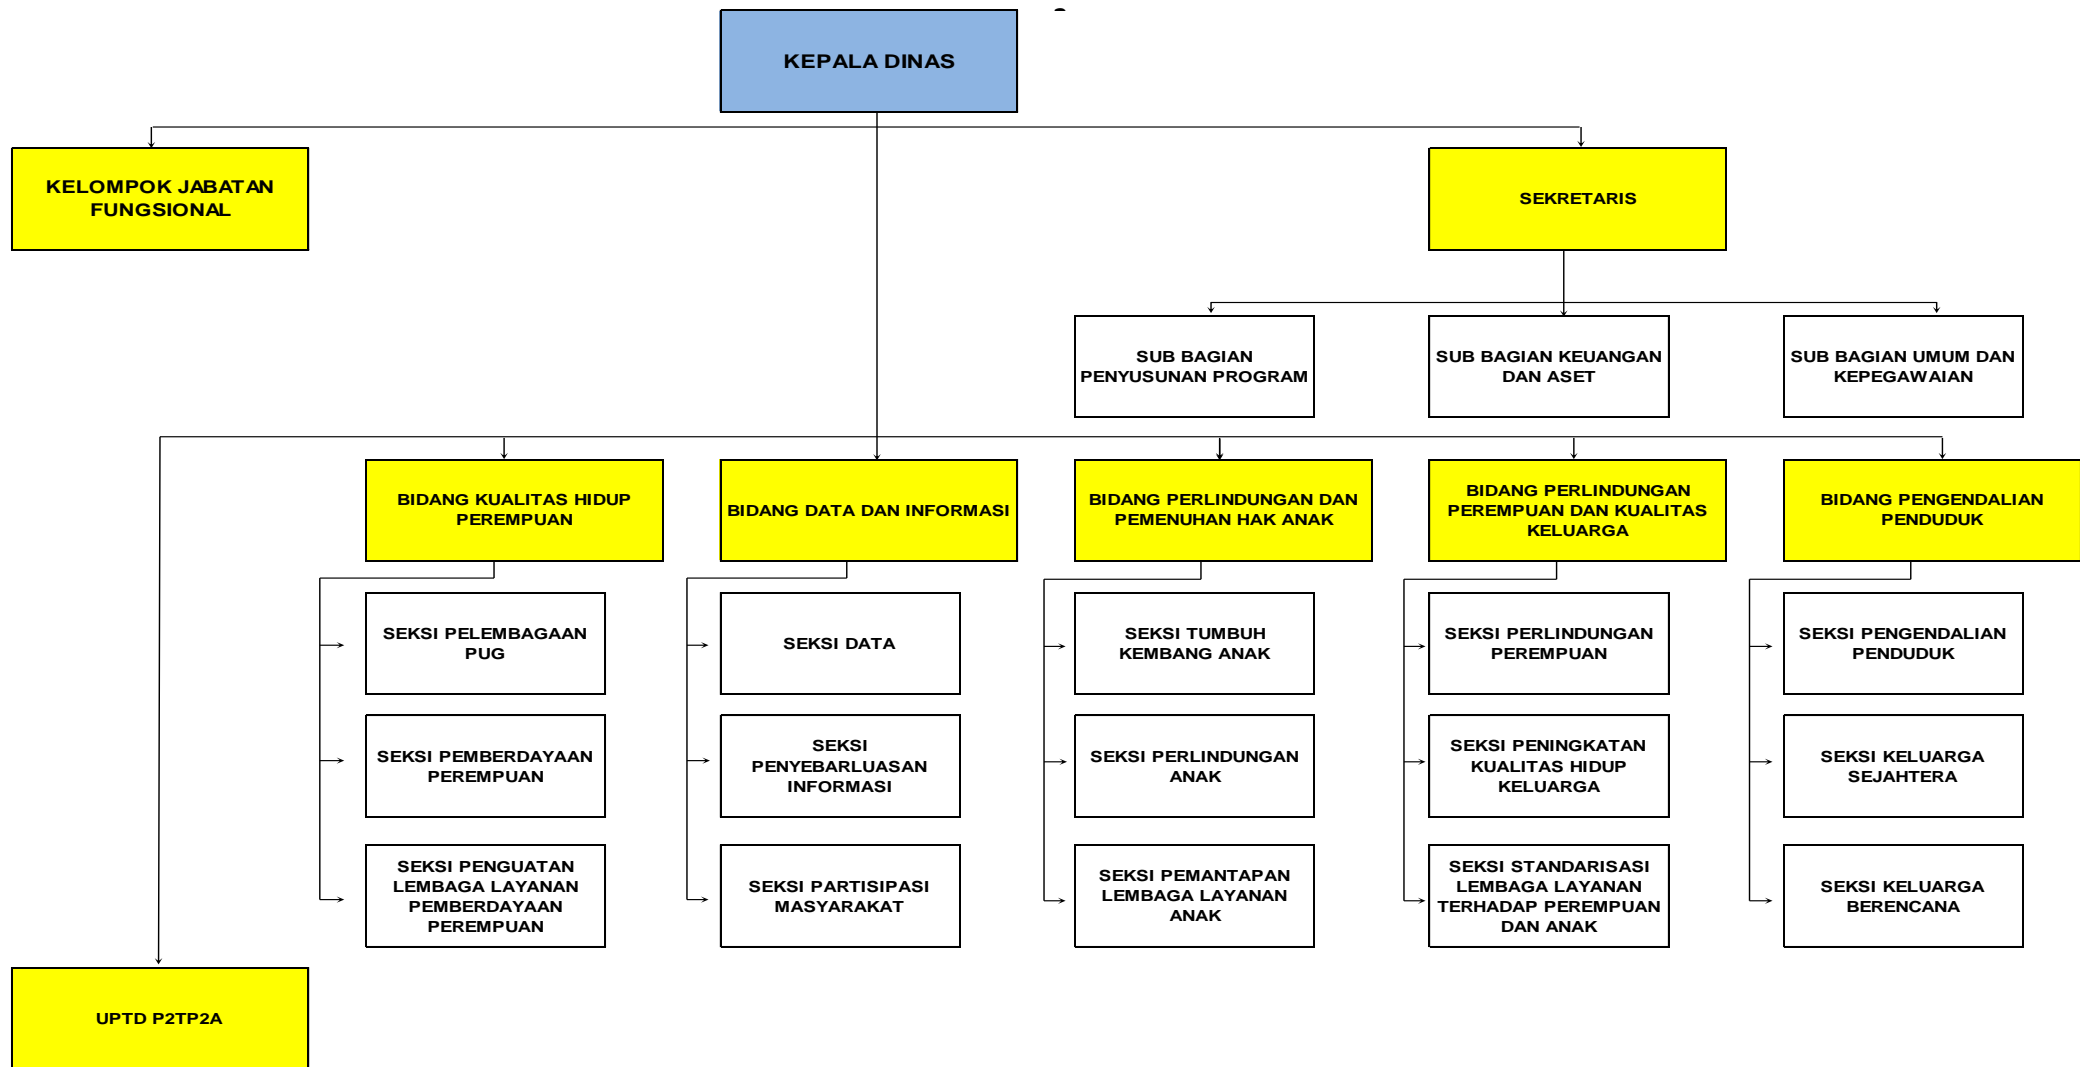 KEPALA DINAS
KELOMPOK JABATAN
FUNGSIONAL
SEKRETARIS
SUB BAGIAN
PENYUSUNAN PROGRAM
SUB BAGIAN KEUANGAN
DAN ASET
SUB BAGIAN UMUM DAN
KEPEGAWAIAN
BIDANG KUALITAS HIDUP
PEREMPUAN
BIDANG DATA DAN INFORMASI
BIDANG PERLINDUNGAN DAN
PEMENUHAN HAK ANAK
BIDANG PERLINDUNGAN
PEREMPUAN DAN KUALITAS
KELUARGA
BIDANG PENGENDALIAN
PENDUDUK
SEKSI PELEMBAGAAN
PUG
SEKSI DATA
SEKSI TUMBUH
KEMBANG ANAK
SEKSI PERLINDUNGAN
PEREMPUAN
SEKSI PENGENDALIAN
PENDUDUK
SEKSI PEMBERDAYAAN
PEREMPUAN
SEKSI
PENYEBARLUASAN
INFORMASI
SEKSI PERLINDUNGAN
ANAK
SEKSI PENINGKATAN
KUALITAS HIDUP
KELUARGA
SEKSI KELUARGA
SEJAHTERA
SEKSI PENGUATAN
LEMBAGA LAYANAN
PEMBERDAYAAN
PEREMPUAN
SEKSI PARTISIPASI
MASYARAKAT
SEKSI PEMANTAPAN
LEMBAGA LAYANAN
ANAK
SEKSI STANDARISASI
LEMBAGA LAYANAN
TERHADAP PEREMPUAN
DAN ANAK
SEKSI KELUARGA
BERENCANA
UPTD P2TP2A